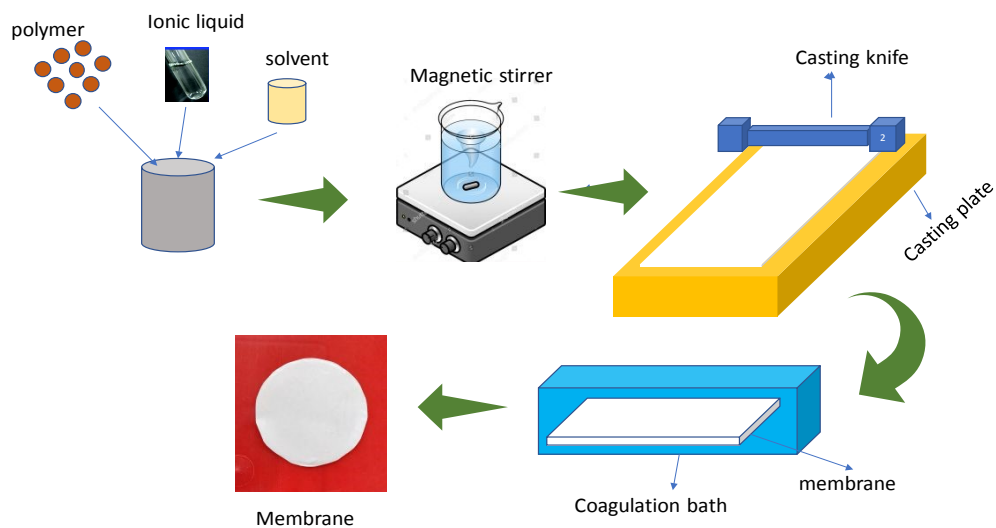 polymer
Ionic liquid
solvent
Magnetic stirrer
Casting knife
2
Casting plate
membrane
Coagulation bath
Membrane